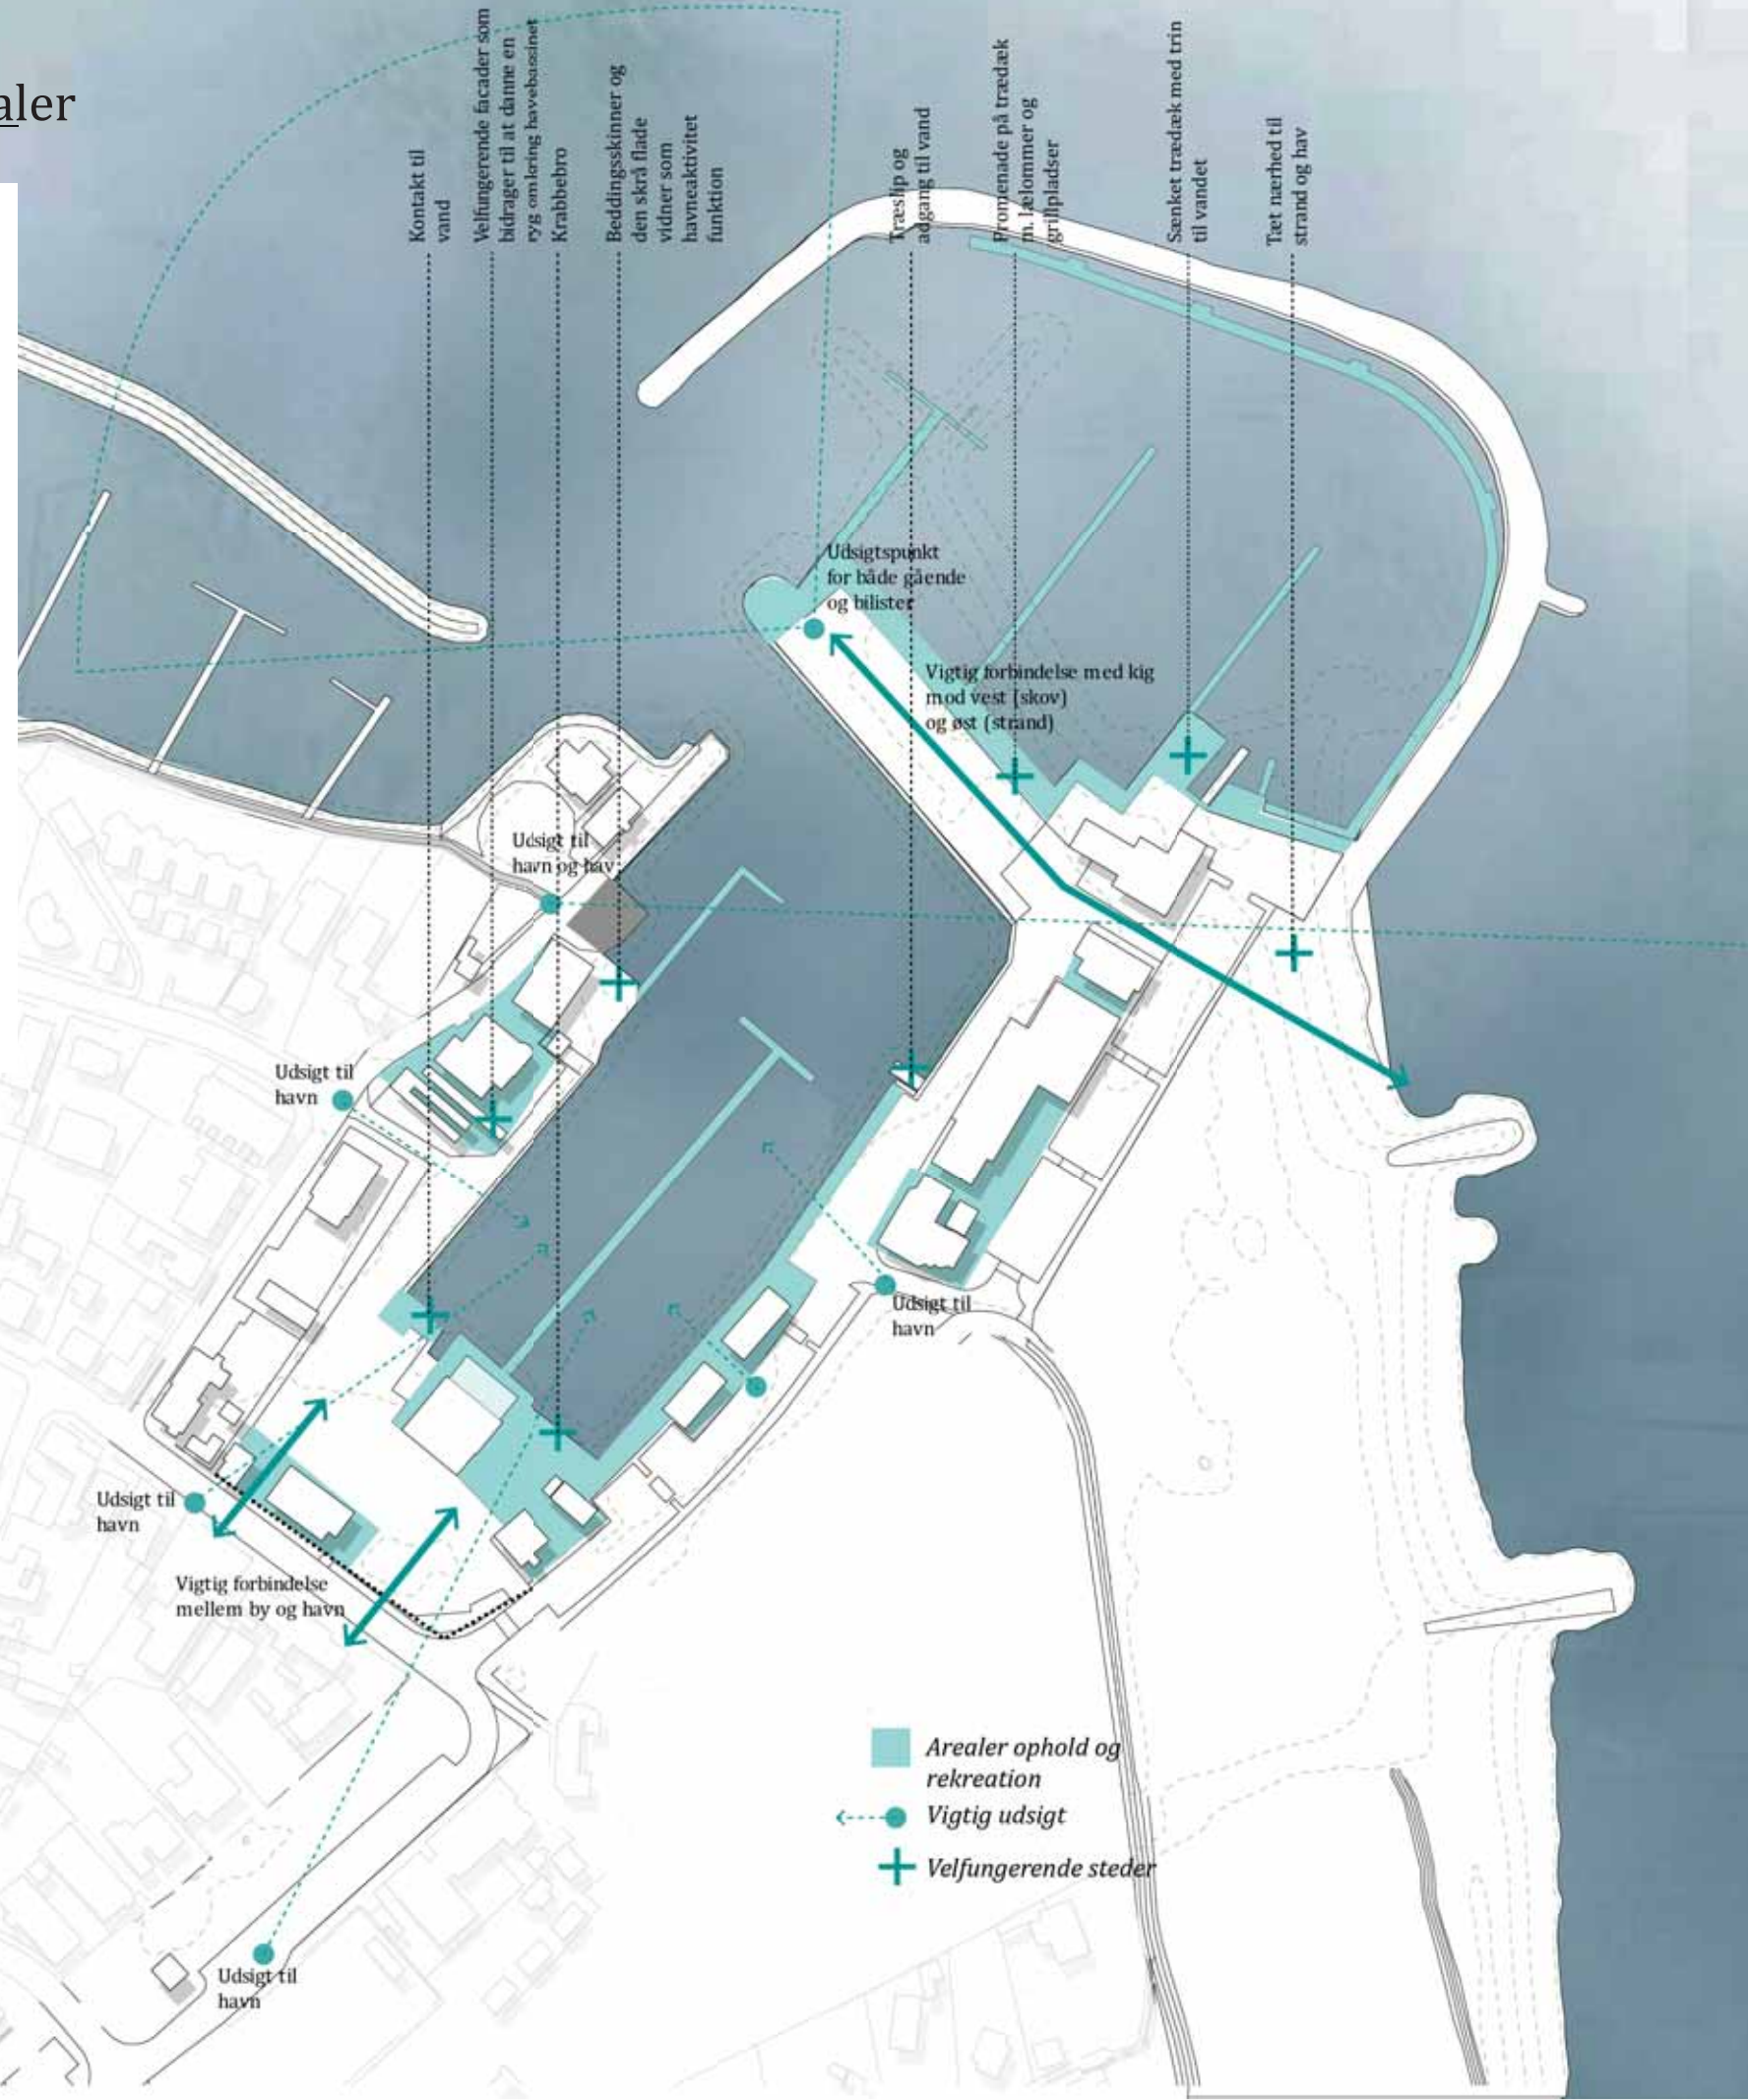 aler
Kontakt til
vand
Velfungerende facader som
bidrager til at danne en
ryg omkring havebassinet
Krabbebro
Beddingsskinner og
den skrå flade
vidner som
havneaktivitet
funktion
Træslip og
adgang til vand
Promenade på trædæk
m. lælommer og
grillpladser
Sænket trædæk med trin
til vandet
Tæt nærhed til
strand og hav
Udsigtspunkt
for både gående
og bilister
Vigtig forbindelse med kig
mod vest (skov)
og øst (strand)
Udsigt til
havn og hav
Udsigt til
havn
Udsigt til
havn
Udsigt til
havn
Vigtig forbindelse
mellem by og havn
Arealer ophold og
rekreation
Vigtig udsigt
Velfungerende steder
Udsigt til
havn